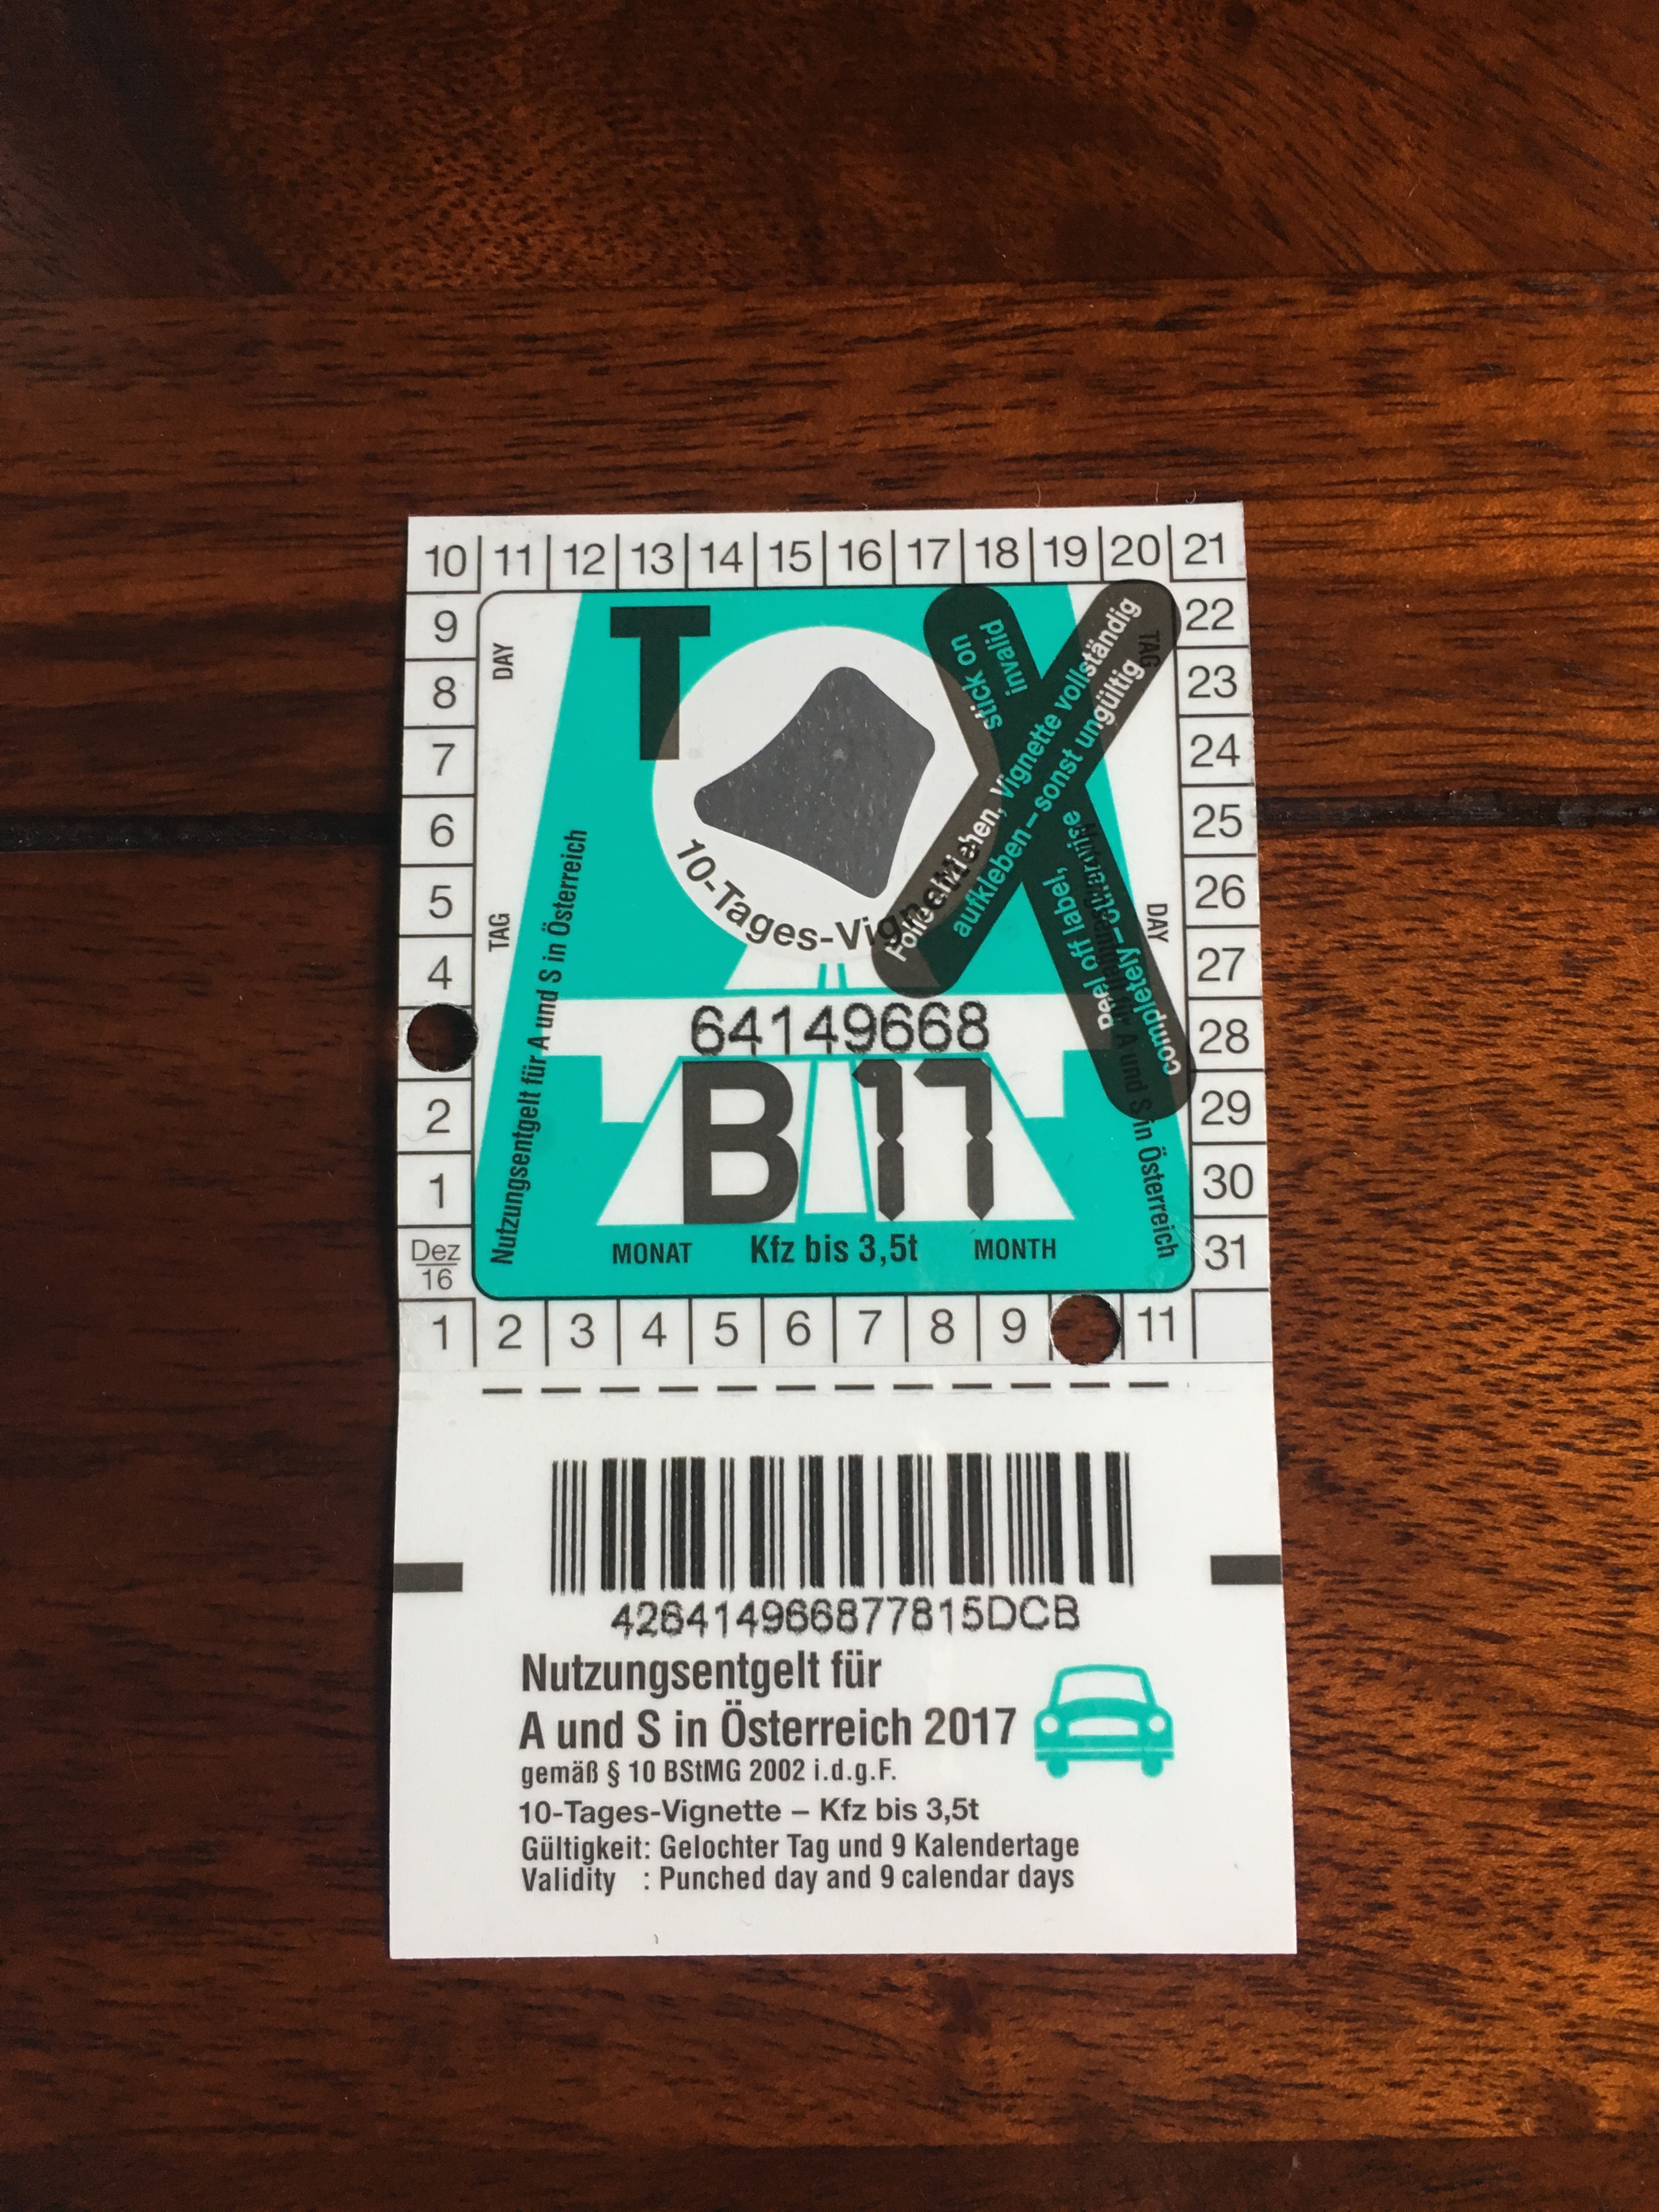 10 11 12 13 14 15 16 17 18 19 20 21
9
8
7
6
5
4
2
1
Dez
16
22
23
24
25
26
27
28
29
30
31
DAY
TAG
Nutzungsentgelt für A und S in Österreich
T
10-Tages-Vignette
stick on
invalid
Folie abziehen, Vignette vollständig
aufkleben – sonst ungültig
Peel off label,
completely – otherwise
TAG
DAY
A und S in Österreich
64149668
B 17
MONAT Kfz bis 3,5t MONTH
1 2 3 4 5 6 7 8 9 11
426414966877815DCB
Nutzungsentgelt für
A und S in Österreich 2017
gemäß § 10 BStMG 2002 i.d.g.F.
10-Tages-Vignette – Kfz bis 3,5t
Gültigkeit: Gelochter Tag und 9 Kalendertage
Validity : Punched day and 9 calendar days